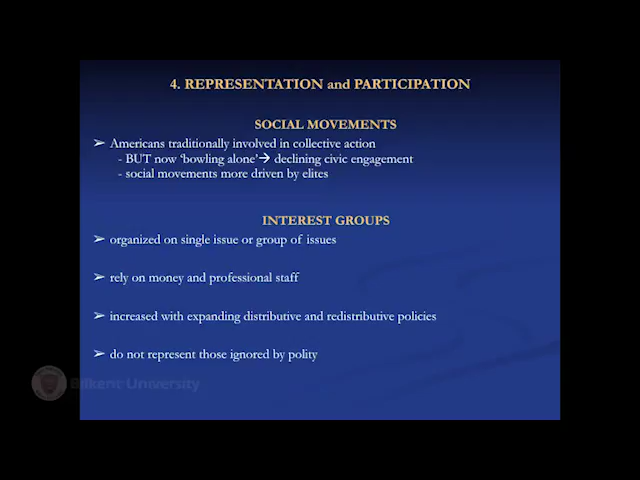 4. REPRESENTATION and PARTICIPATION
SOCIAL MOVEMENTS
➢ Americans traditionally involved in collective action
- BUT now ‘bowling alone’→ declining civic engagement
- social movements more driven by elites
INTEREST GROUPS
➢ organized on single issue or group of issues
➢ rely on money and professional staff
➢ increased with expanding distributive and redistributive policies
➢ do not represent those ignored by polity
Bilkent University